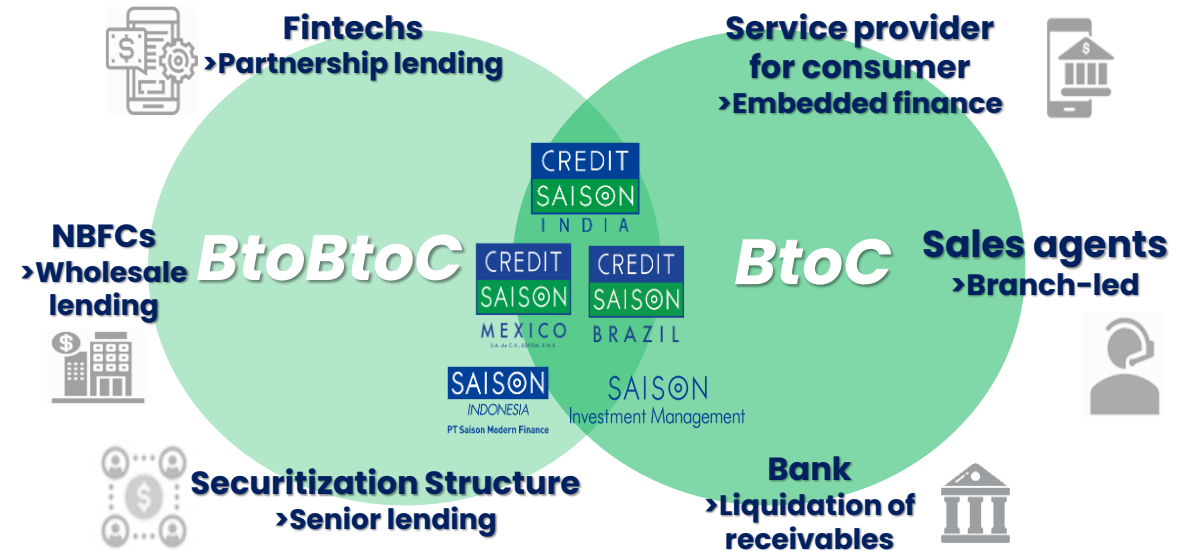 Fintechs
>Partnership lending
Service provider
for consumer
>Embedded finance
CREDIT
SAISON
INDIA
NBFCs
>Wholesale
lending
BtoBtoC
BtoC
Sales agents
>Branch-led
CREDIT
SAISON
MEXICO
S.A. de C.V., SOFOM, E.N.R.
CREDIT
SAISON
BRAZIL
SAISON
INDONESIA
PT Saison Modern Finance
SAISON
Investment Management
Securitization Structure
>Senior lending
Bank
>Liquidation of
receivables
$
$
$
$